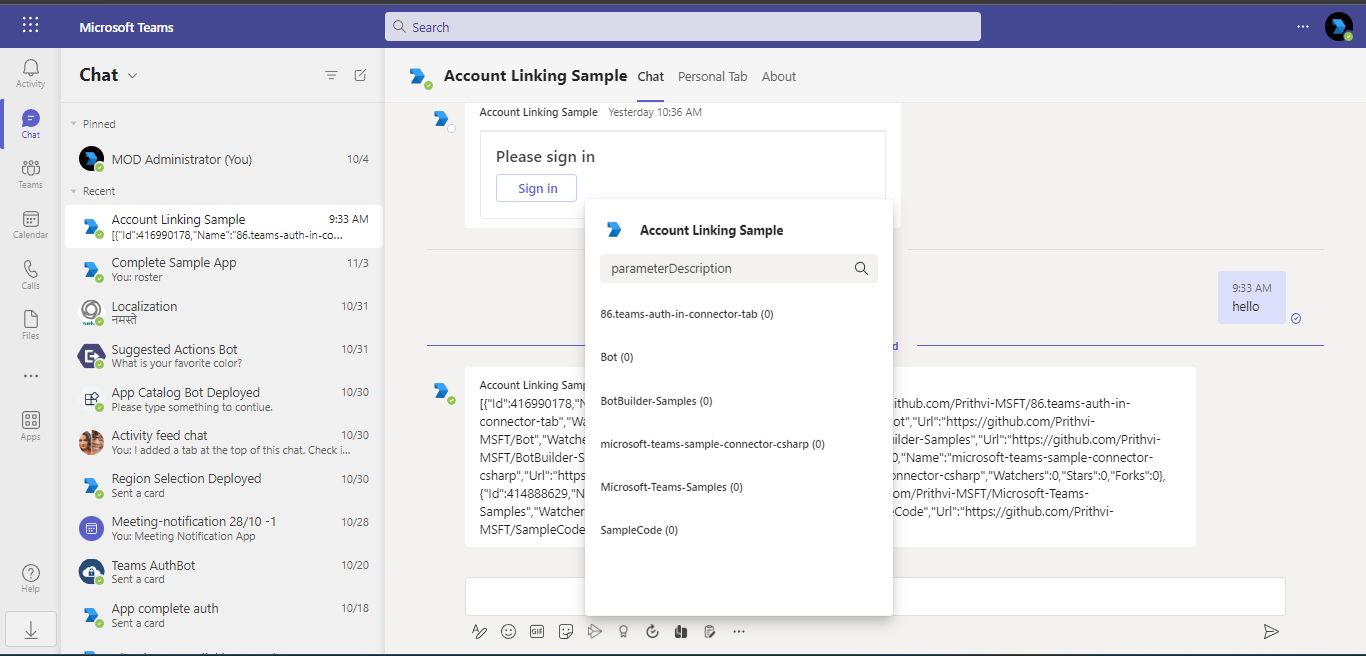 Microsoft Teams
Search
Activity
Chat
Teams
Calendar
Calls
Files
Apps
Help
Chat
Pinned
MOD Administrator (You) 10/4
Recent
Account Linking Sample 9:33 AM
[{"Id":416990178,"Name":"86.teams-auth-in-co...
Complete Sample App 11/3
You: roster
Localization 10/31
नमस्ते
Suggested Actions Bot 10/31
What is your favorite color?
App Catalog Bot Deployed 10/30
Please type something to contiue.
Activity feed chat 10/30
You: I added a tab at the top of this chat. Check i...
Region Selection Deployed 10/30
Sent a card
Meeting-notification 28/10 -1 10/28
You: Meeting Notification App
Teams AuthBot 10/20
Sent a card
App complete auth 10/18
Sent a card
Account Linking Sample Chat Personal Tab About
Account Linking Sample Yesterday 10:36 AM
Please sign in
Sign in
9:33 AM
hello
Account Linking Sample
parameterDescription
86.teams-auth-in-connector-tab (0)
Bot (0)
BotBuilder-Samples (0)
microsoft-teams-sample-connector-csharp (0)
Microsoft-Teams-Samples (0)
SampleCode (0)
d
Account Linking Samp
[{"Id":416990178,"N github.com/Prithvi-MSFT/86.teams-auth-in-
connector-tab","Wa ot","Url":"https://github.com/Prithvi-
MSFT/Bot","Watche ilder-Samples","Url":"https://github.com/Prithvi-
MSFT/BotBuilder-S 0,"Name":"microsoft-teams-sample-connector-
csharp","Url":"https nnector-csharp","Watchers":0,"Stars":0,"Forks":0},
{"Id":414888629,"N om/Prithvi-MSFT/Microsoft-Teams-
Samples","Watcher eCode","Url":"https://github.com/Prithvi-
MSFT/SampleCode
GIF